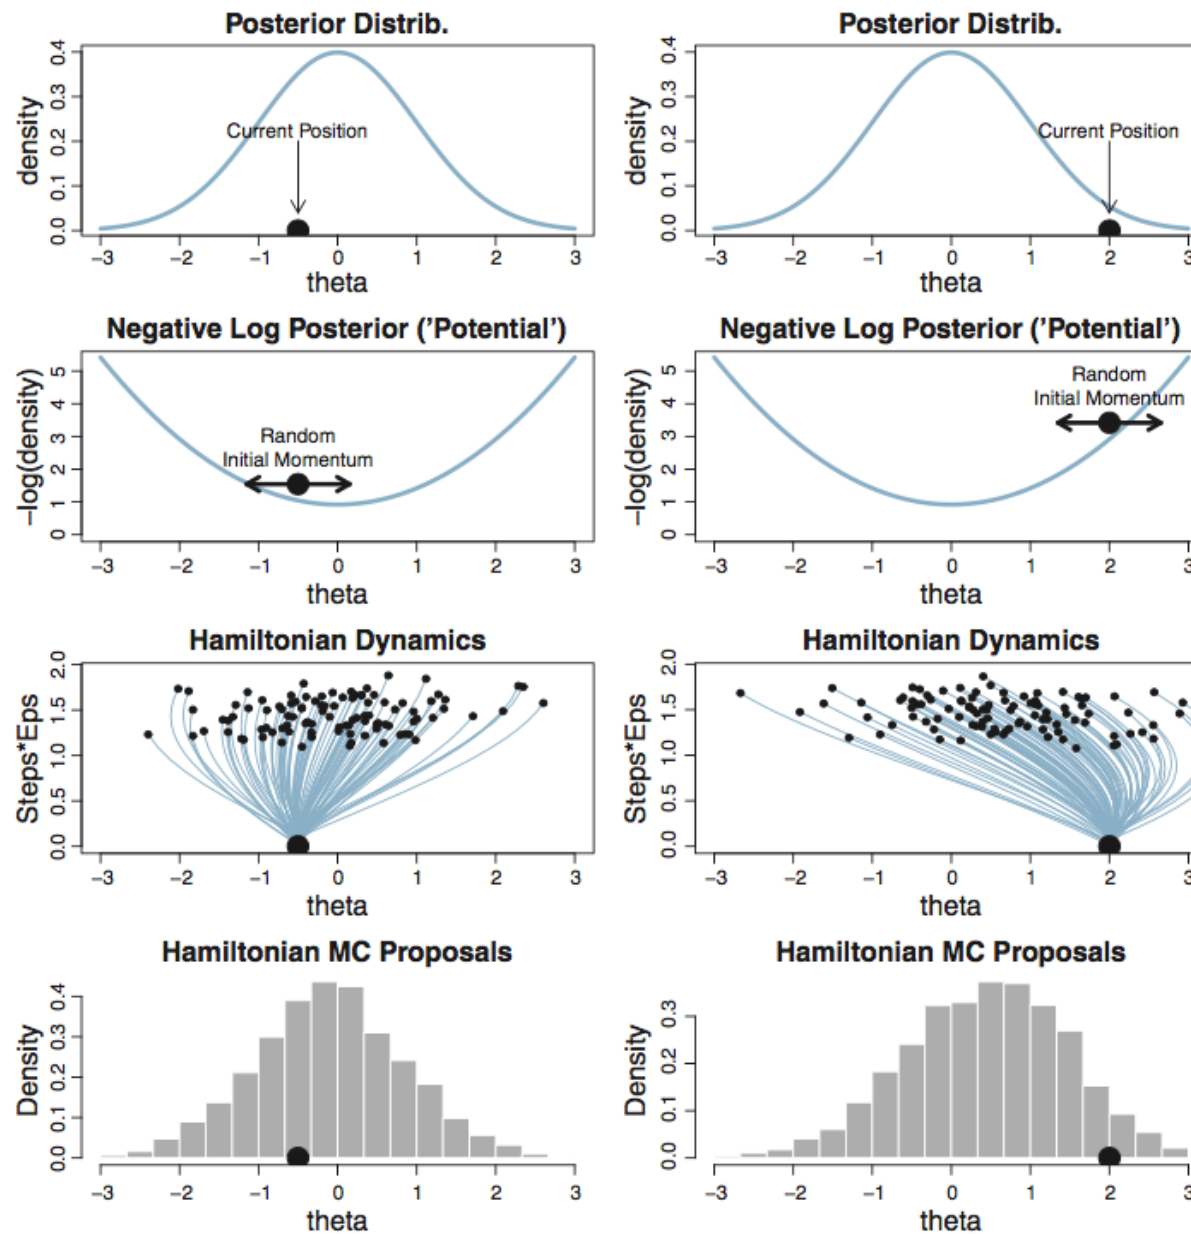 Posterior Distrib.
density
0.0 0.1 0.2 0.3 0.4
Current Position
−3 −2 −1 0 1 2 3
theta
Posterior Distrib.
density
0.0 0.1 0.2 0.3 0.4
Current Position
−3 −2 −1 0 1 2 3
theta
Negative Log Posterior ('Potential')
−log(density)
0 1 2 3 4 5
Random
Initial Momentum
−3 −2 −1 0 1 2 3
theta
Negative Log Posterior ('Potential')
−log(density)
0 1 2 3 4 5
Random
Initial Momentum
−3 −2 −1 0 1 2 3
theta
Hamiltonian Dynamics
Steps*Eps
0.0 0.5 1.0 1.5 2.0
−3 −2 −1 0 1 2 3
theta
Hamiltonian Dynamics
Steps*Eps
0.0 0.5 1.0 1.5 2.0
−3 −2 −1 0 1 2 3
theta
Hamiltonian MC Proposals
Density
0.0 0.1 0.2 0.3 0.4
−3 −2 −1 0 1 2 3
theta
Hamiltonian MC Proposals
Density
0.0 0.1 0.2 0.3
−3 −2 −1 0 1 2 3
theta